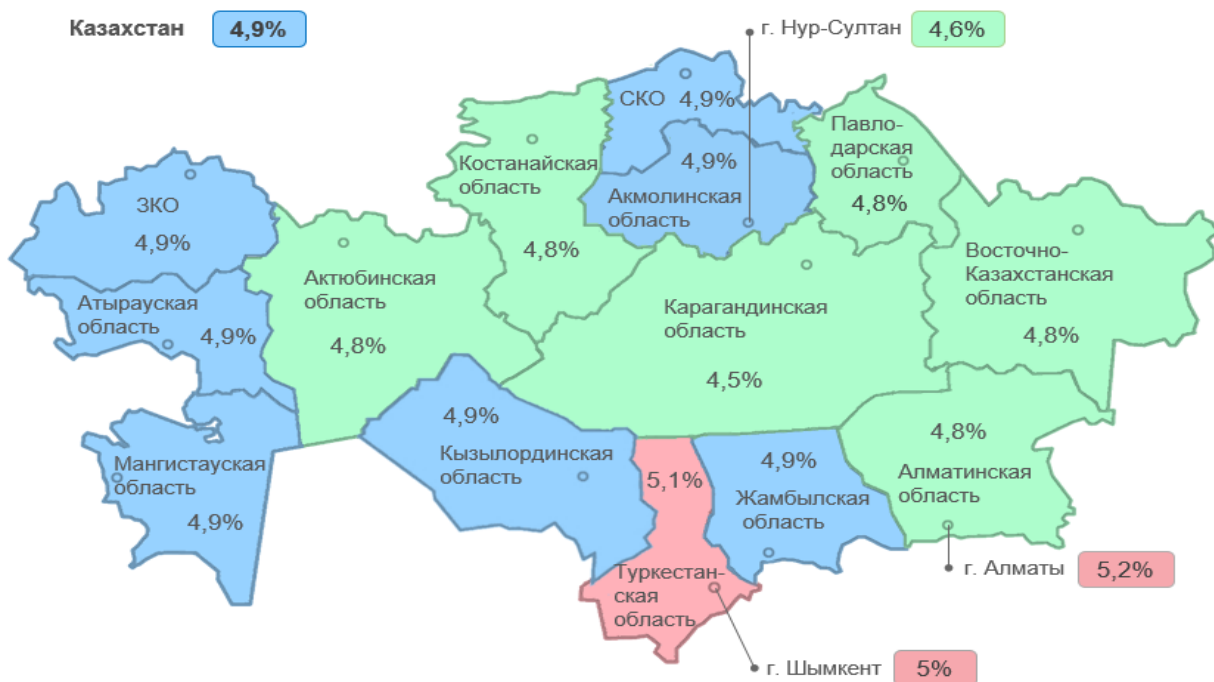 Казахстан 4,9%
г. Нур-Султан 4,6%
СКО 4,9%
Павло-
дарская
область
4,8%
Костанайская
область
4,8%
4,9%
Акмолинская
область
ЗКО
4,9%
Актюбинская
область
4,8%
Восточно-
Казахстанская
область
4,8%
Атырауская
область
4,9%
Карагандинская
область
4,5%
4,9%
Кызылординская
область
4,8%
Алматинская
область
Мангистауская
область
4,9%
5,1%
Туркестан-
ская
область
4,9%
Жамбылская
область
г. Алматы 5,2%
г. Шымкент 5%